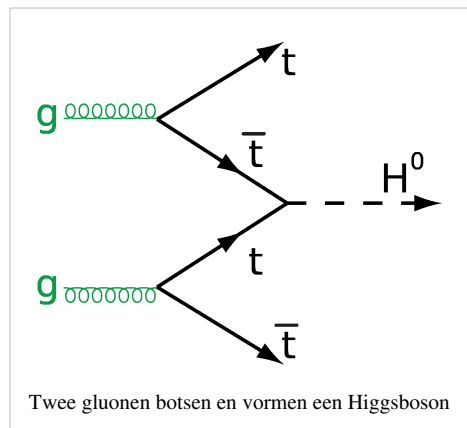 t
g
t̅
H⁰
t
g
t̅
Twee gluonen botsen en vormen een Higgsboson